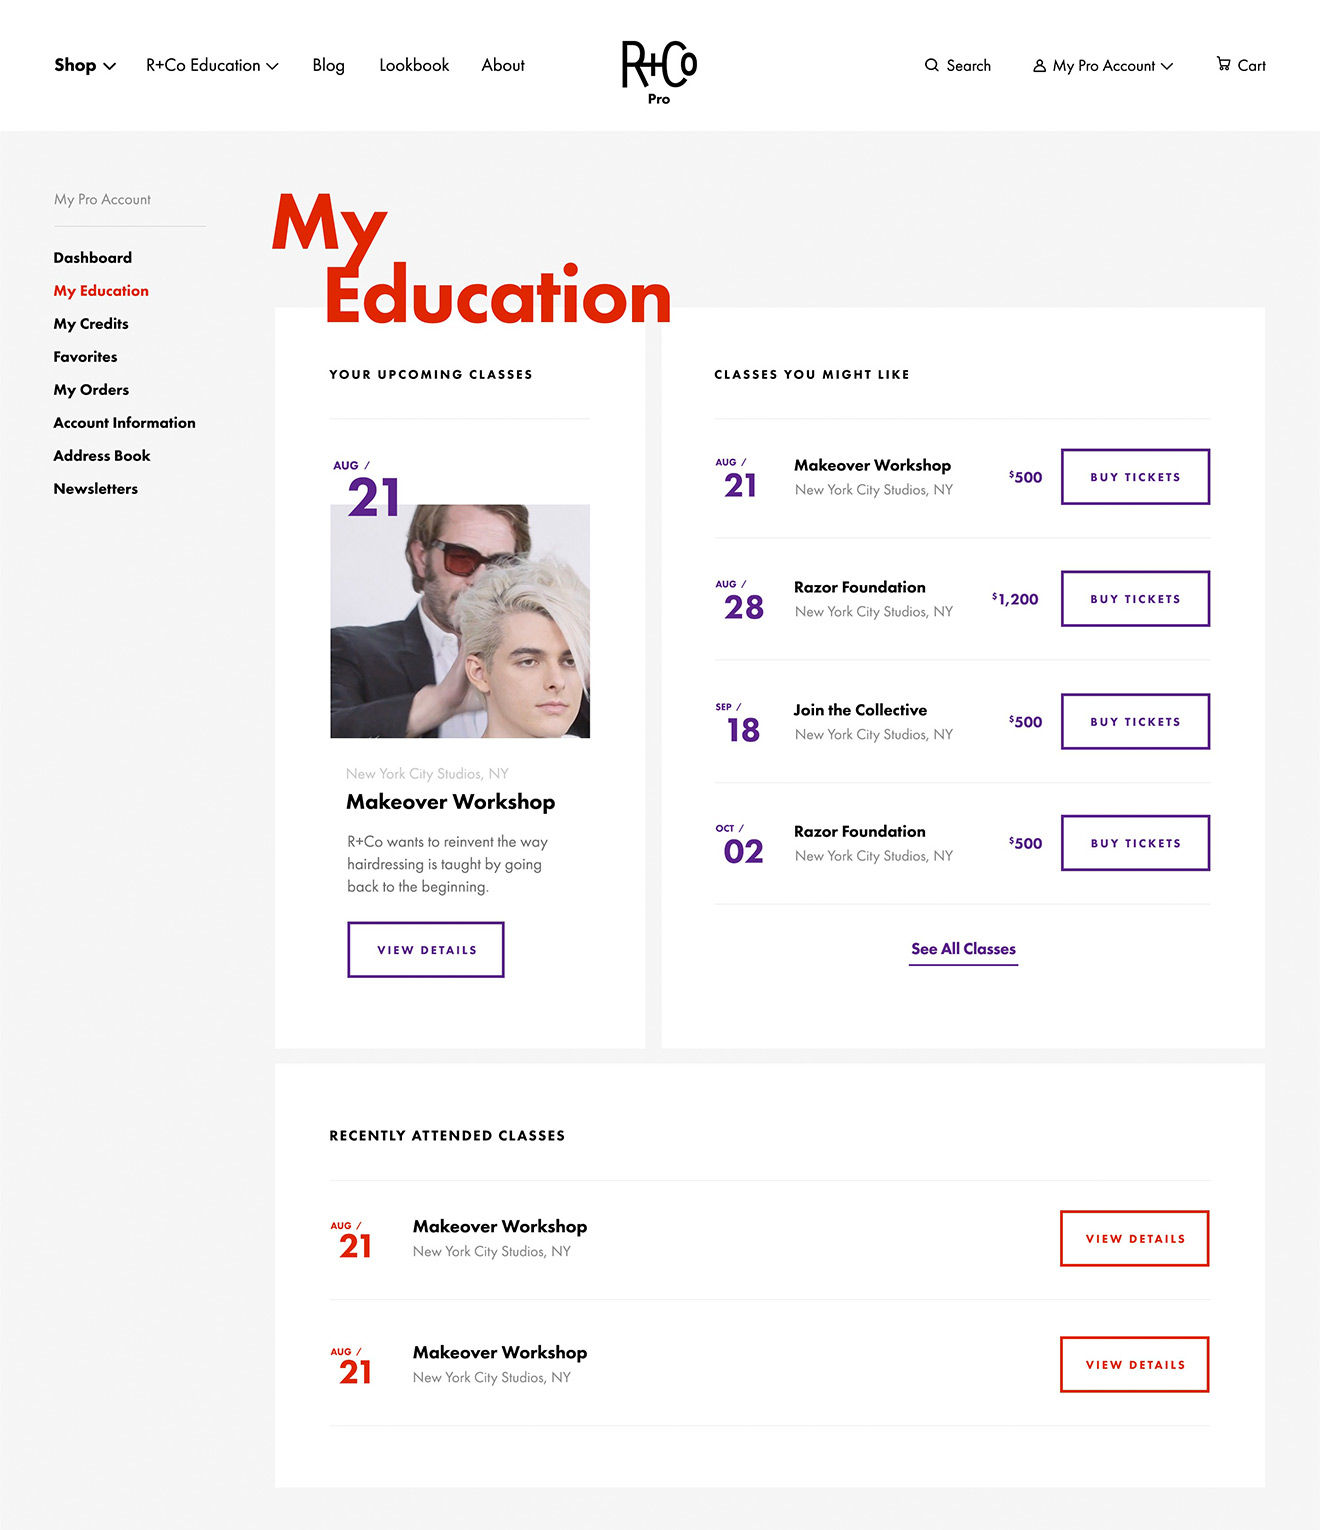 Shop
R+Co Education
Blog
Lookbook
About
R+Co
Pro
Search
My Pro Account
Cart
My Pro Account
Dashboard
My Education
My Credits
Favorites
My Orders
Account Information
Address Book
Newsletters
My
Education
YOUR UPCOMING CLASSES
AUG /
21
New York City Studios, NY
Makeover Workshop
R+Co wants to reinvent the way
hairdressing is taught by going
back to the beginning.
VIEW DETAILS
CLASSES YOU MIGHT LIKE
AUG /
21
Makeover Workshop
New York City Studios, NY
$500
BUY TICKETS
AUG /
28
Razor Foundation
New York City Studios, NY
$1,200
BUY TICKETS
SEP /
18
Join the Collective
New York City Studios, NY
$500
BUY TICKETS
OCT /
02
Razor Foundation
New York City Studios, NY
$500
BUY TICKETS
See All Classes
RECENTLY ATTENDED CLASSES
AUG /
21
Makeover Workshop
New York City Studios, NY
VIEW DETAILS
AUG /
21
Makeover Workshop
New York City Studios, NY
VIEW DETAILS